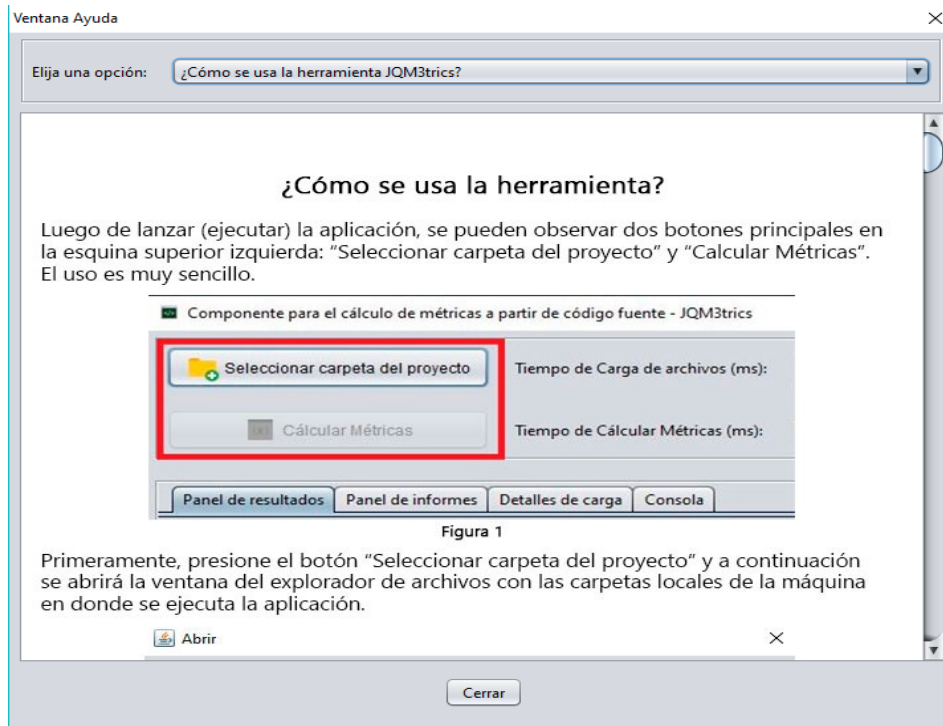 Ventana Ayuda
Elija una opción:
¿Cómo se usa la herramienta JQM3trics?
¿Cómo se usa la herramienta?
Luego de lanzar (ejecutar) la aplicación, se pueden observar dos botones principales en
la esquina superior izquierda: “Seleccionar carpeta del proyecto” y “Calcular Métricas”.
El uso es muy sencillo.
Componente para el cálculo de métricas a partir de código fuente - JQM3trics
Seleccionar carpeta del proyecto
Tiempo de Carga de archivos (ms):
Cálcular Métricas
Tiempo de Cálcular Métricas (ms):
Panel de resultados
Panel de informes
Detalles de carga
Consola
Figura 1
Primeramente, presione el botón “Seleccionar carpeta del proyecto” y a continuación
se abrirá la ventana del explorador de archivos con las carpetas locales de la máquina
en donde se ejecuta la aplicación.
Abrir
Cerrar